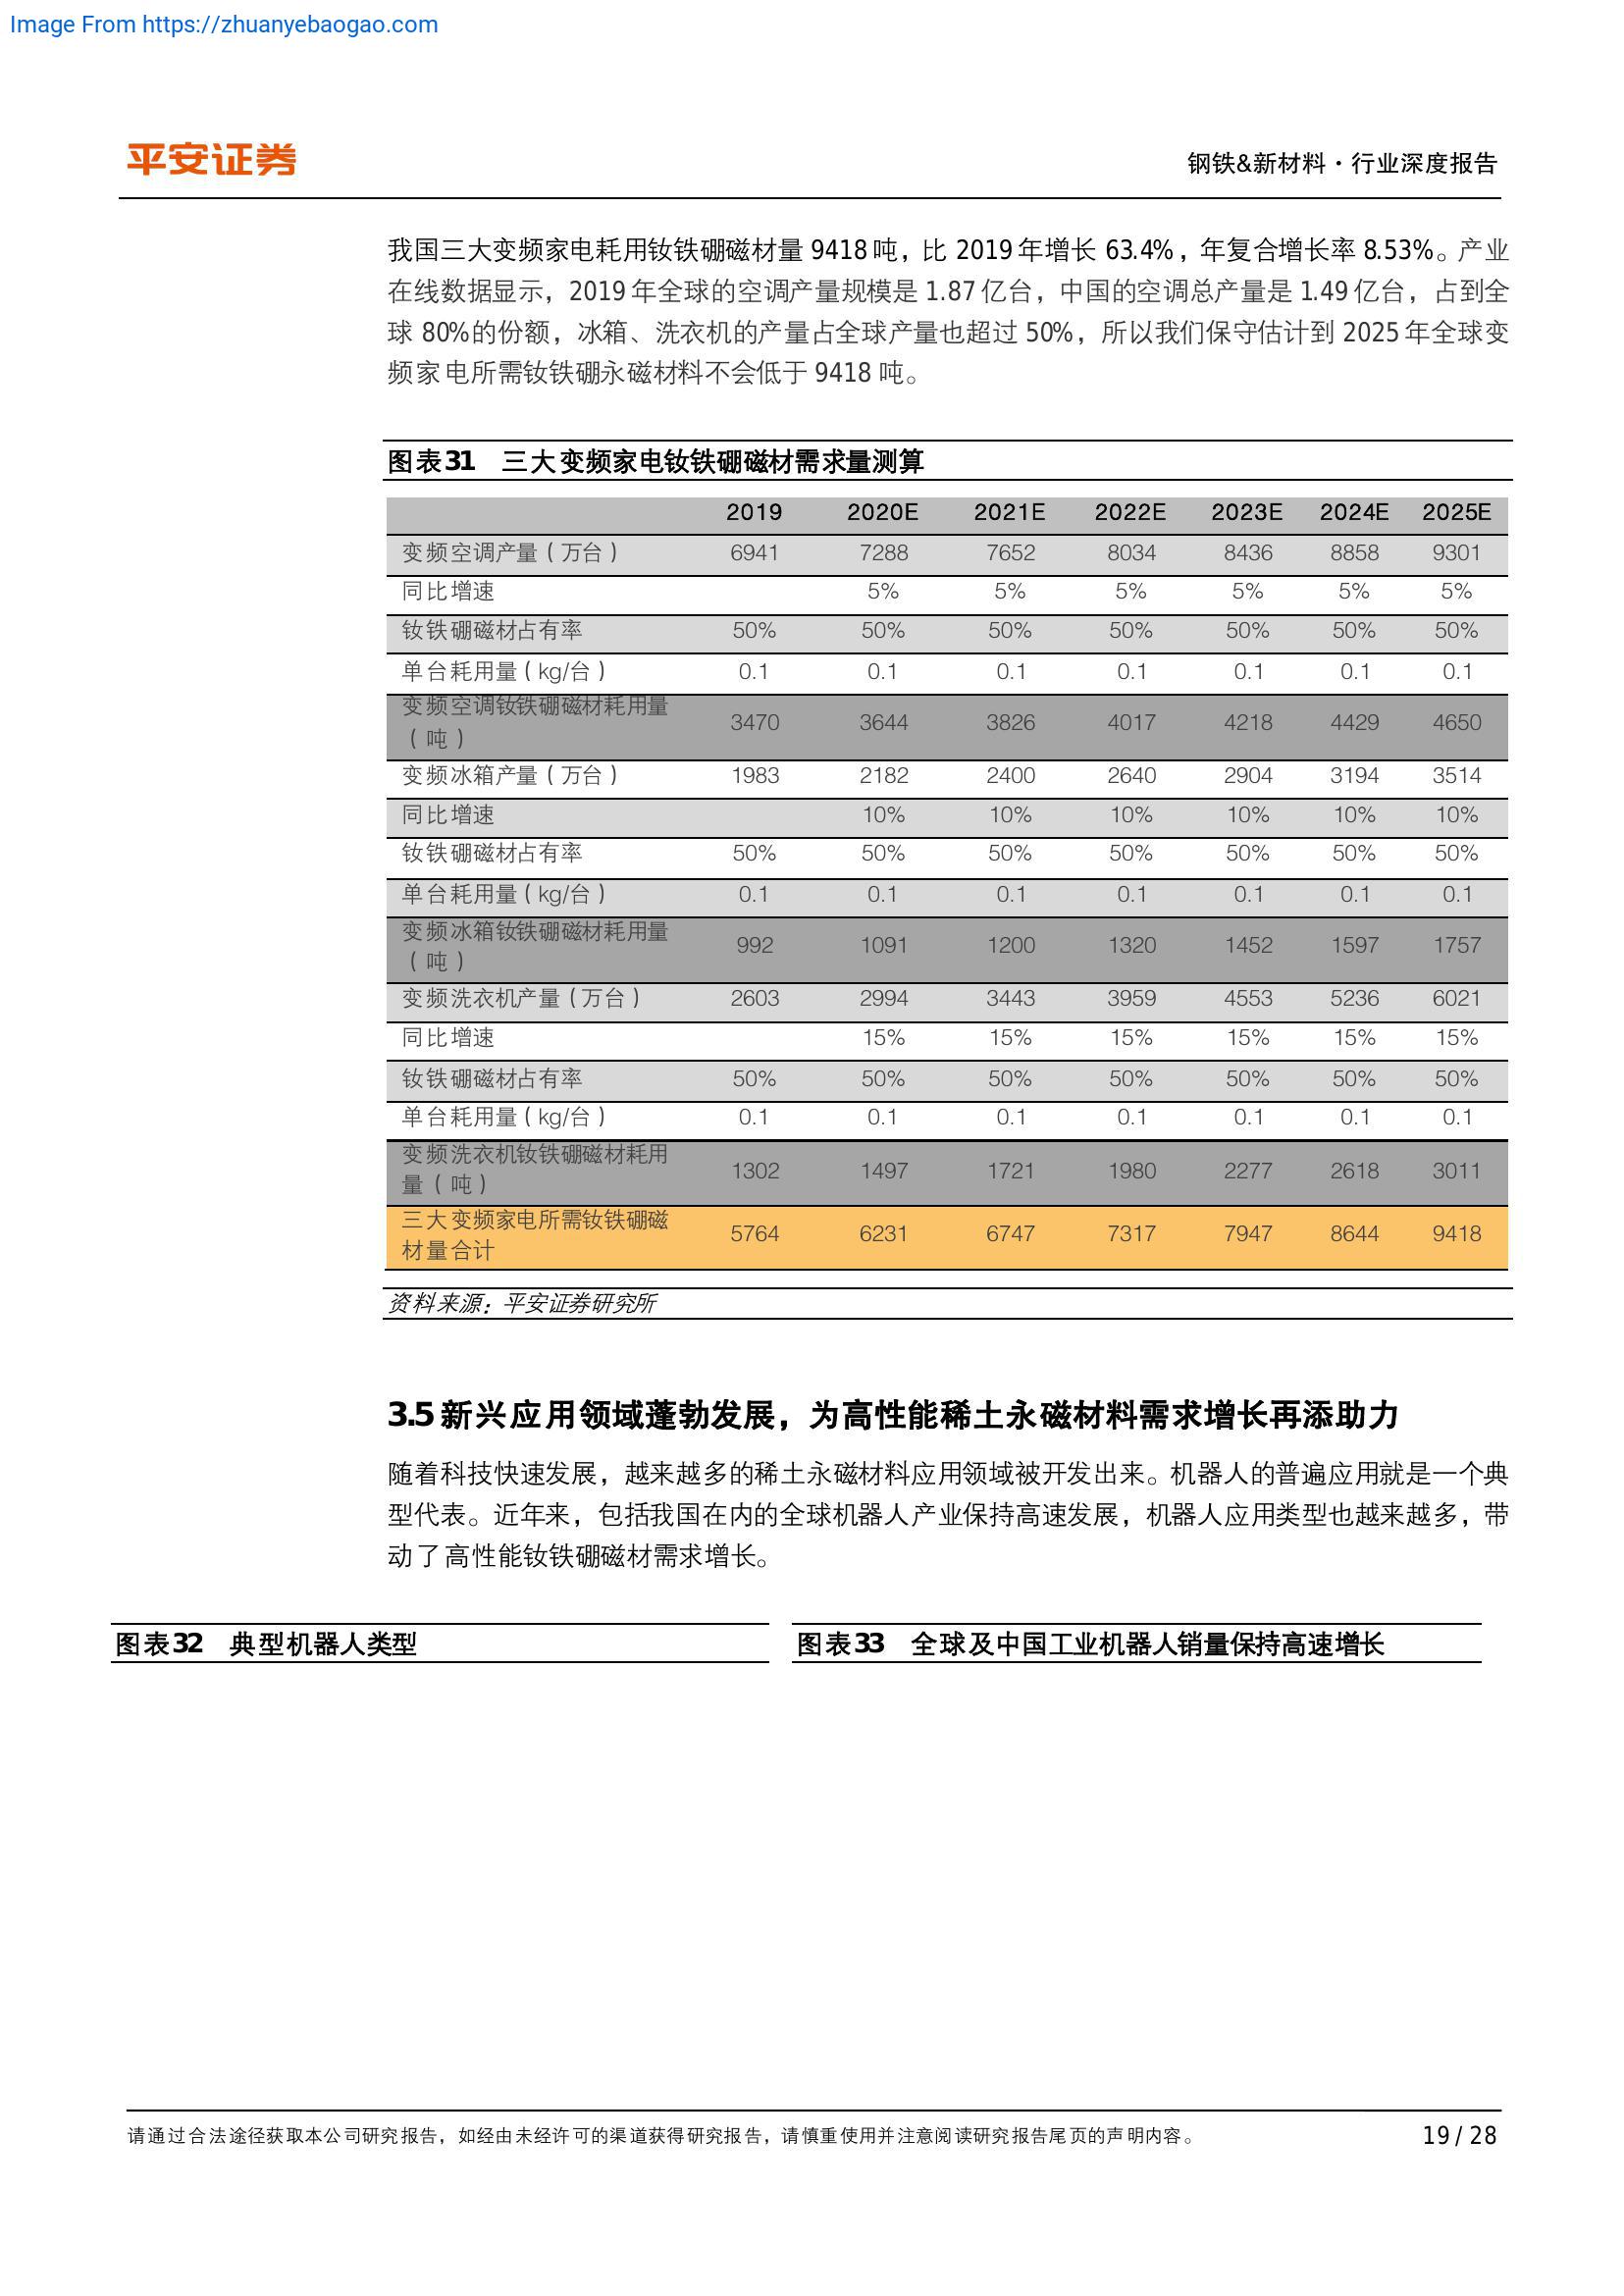 Image From https://zhuanyebaogao.com
平安证券
钢铁&新材料·行业深度报告
我国三大变频家电耗用钕铁硼磁材量 9418 吨，比 2019 年增长 63.4%，年复合增长率 8.53%。产业
在线数据显示，2019 年全球的空调产量规模是 1.87 亿台，中国的空调总产量是 1.49 亿台，占到全
球 80%的份额，冰箱、洗衣机的产量占全球产量也超过 50%，所以我们保守估计到 2025 年全球变
频家电所需钕铁硼永磁材料不会低于 9418 吨。
图表31 三大变频家电钕铁硼磁材需求量测算
2019 2020E 2021E 2022E 2023E 2024E 2025E
变频空调产量（万台） 6941 7288 7652 8034 8436 8858 9301
同比增速 5% 5% 5% 5% 5% 5%
钕铁硼磁材占有率 50% 50% 50% 50% 50% 50% 50%
单台耗用量（kg/台） 0.1 0.1 0.1 0.1 0.1 0.1 0.1
变频空调钕铁硼磁材耗用量
（吨） 3470 3644 3826 4017 4218 4429 4650
变频冰箱产量（万台） 1983 2182 2400 2640 2904 3194 3514
同比增速 10% 10% 10% 10% 10% 10%
钕铁硼磁材占有率 50% 50% 50% 50% 50% 50% 50%
单台耗用量（kg/台） 0.1 0.1 0.1 0.1 0.1 0.1 0.1
变频冰箱钕铁硼磁材耗用量
（吨） 992 1091 1200 1320 1452 1597 1757
变频洗衣机产量（万台） 2603 2994 3443 3959 4553 5236 6021
同比增速 15% 15% 15% 15% 15% 15%
钕铁硼磁材占有率 50% 50% 50% 50% 50% 50% 50%
单台耗用量（kg/台） 0.1 0.1 0.1 0.1 0.1 0.1 0.1
变频洗衣机钕铁硼磁材耗用
量（吨） 1302 1497 1721 1980 2277 2618 3011
三大变频家电所需钕铁硼磁
材量合计 5764 6231 6747 7317 7947 8644 9418
资料来源：平安证券研究所
3.5 新兴应用领域蓬勃发展，为高性能稀土永磁材料需求增长再添助力
随着科技快速发展，越来越多的稀土永磁材料应用领域被开发出来。机器人的普遍应用就是一个典
型代表。近年来，包括我国在内的全球机器人产业保持高速发展，机器人应用类型也越来越多，带
动了高性能钕铁硼磁材需求增长。
图表32 典型机器人类型
图表33 全球及中国工业机器人销量保持高速增长
请通过合法途径获取本公司研究报告，如经由未经许可的渠道获得研究报告，请慎重使用并注意阅读研究报告尾页的声明内容。
19 / 28